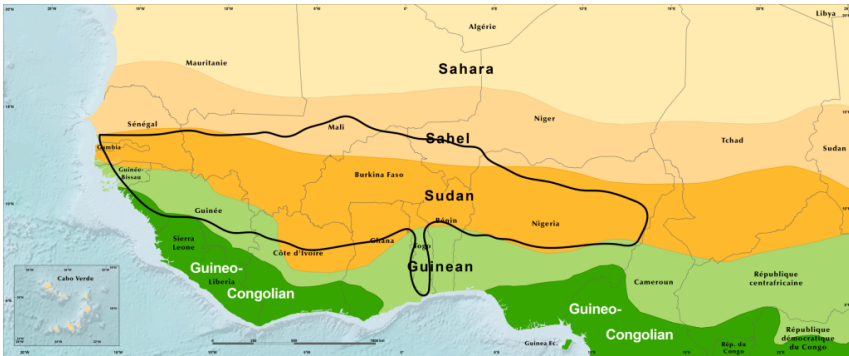 Algérie
Libya
Mauritanie
Sahara
Sénégal
Mali
Niger
Sahel
Tchad
Sudan
Gambia
Guinée-
Bissau
Burkina Faso
Sudan
Guinée
Bénin
Nigeria
Sierra
Leone
Côte d'Ivoire
Ghana
Togo
Guinean
Guineo-
Congolian
Liberia
Cabo Verde
Cameroun
République
centrafricaine
Guineo-
Congolian
Guinea Ec.
Rép. du
Congo
République
démocratique
du Congo